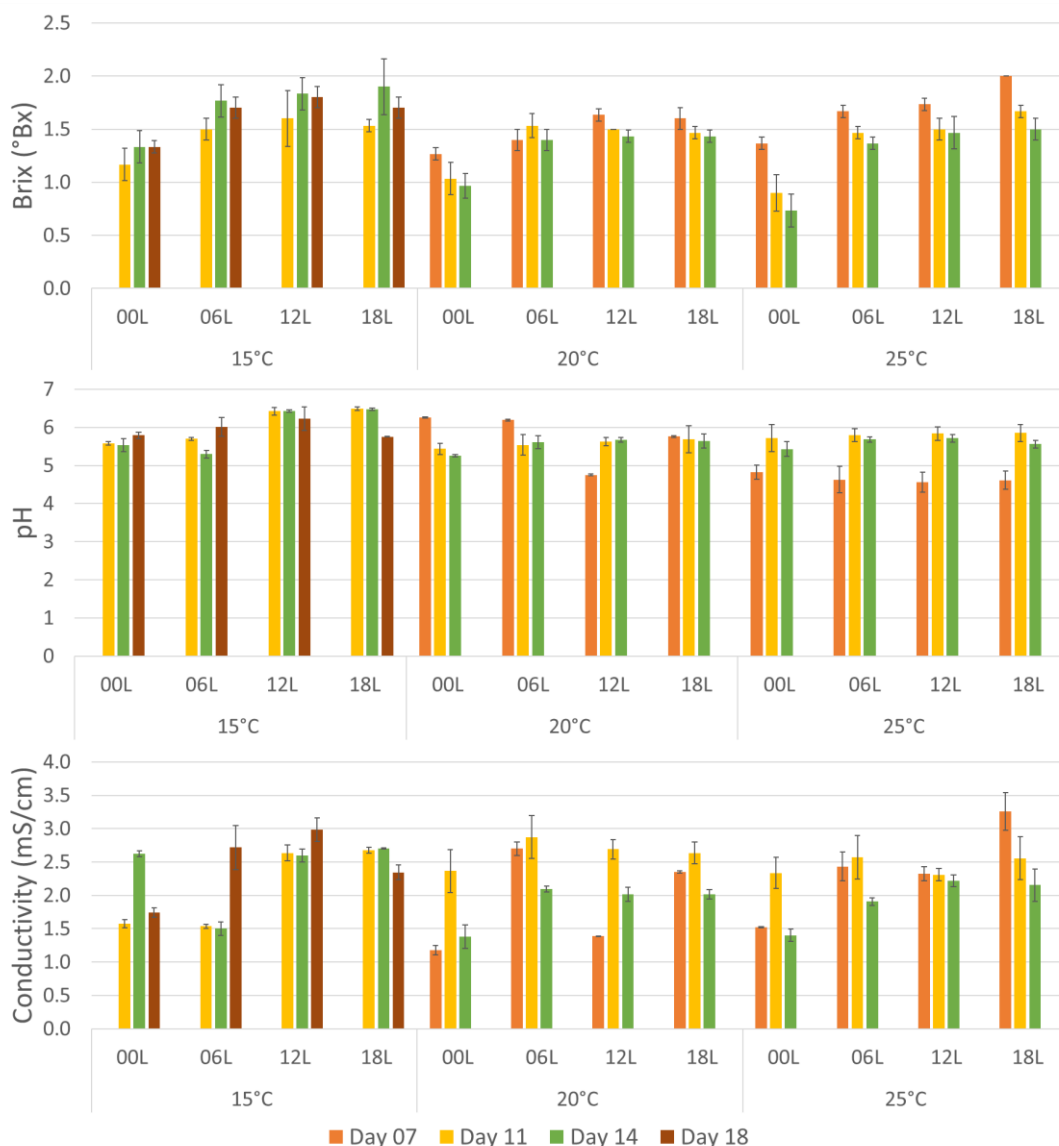 2.5
2.0
1.5
1.0
0.5
0.0
Brix (°Bx)
00L 06L 12L 18L 00L 06L 12L 18L 00L 06L 12L 18L
15°C 20°C 25°C
7
6
5
4
3
2
1
0
pH
00L 06L 12L 18L 00L 06L 12L 18L 00L 06L 12L 18L
15°C 20°C 25°C
4.0
3.5
3.0
2.5
2.0
1.5
1.0
0.5
0.0
Conductivity (mS/cm)
00L 06L 12L 18L 00L 06L 12L 18L 00L 06L 12L 18L
15°C 20°C 25°C
Day 07 Day 11 Day 14 Day 18